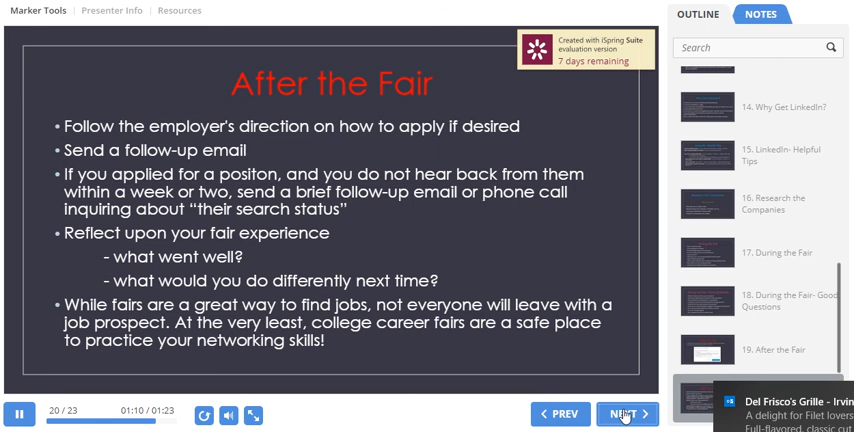 Marker Tools
Presenter Info
Resources
Created with iSpring Suite
evaluation version
7 days remaining
After the Fair
• Follow the employer's direction on how to apply if desired
• Send a follow-up email
• If you applied for a positon, and you do not hear back from them
within a week or two, send a brief follow-up email or phone call
inquiring about “their search status”
• Reflect upon your fair experience
- what went well?
- what would you do differently next time?
• While fairs are a great way to find jobs, not everyone will leave with a
job prospect. At the very least, college career fairs are a safe place
to practice your networking skills!
20 / 23
01:10 / 01:23
PREV
NEXT
OUTLINE
NOTES
Search
14. Why Get LinkedIn?
15. LinkedIn- Helpful
Tips
16. Research the
Companies
17. During the Fair
18. During the Fair- Good
Questions
19. After the Fair
Del Frisco's Grille - Irvin
A delight for Filet lovers
Full-flavored, classic cut